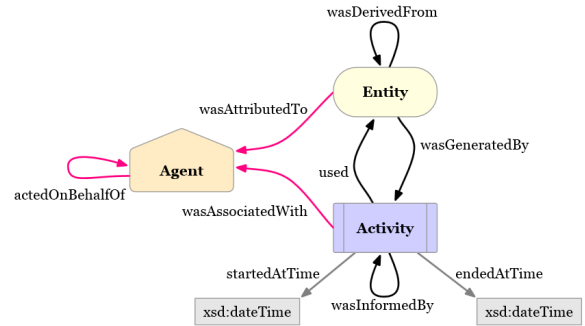 wasDerivedFrom
Entity
wasAttributedTo
wasGeneratedBy
used
Agent
actedOnBehalfOf
wasAssociatedWith
Activity
startedAtTime
endedAtTime
wasInformedBy
xsd:dateTime
xsd:dateTime